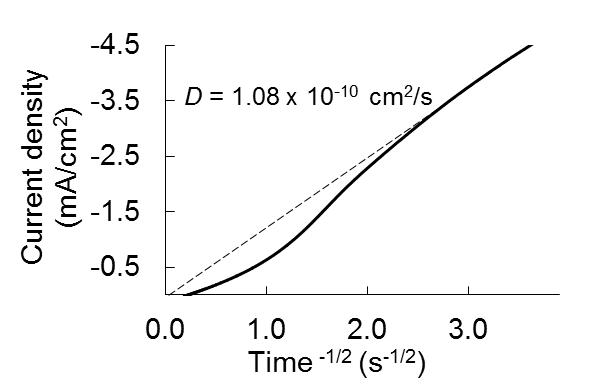 Current density
(mA/cm²)
-4.5
-3.5
-2.5
-1.5
-0.5
D = 1.08 x 10⁻¹⁰ cm²/s
0.0 1.0 2.0 3.0
Time ⁻¹/² (s⁻¹/²)